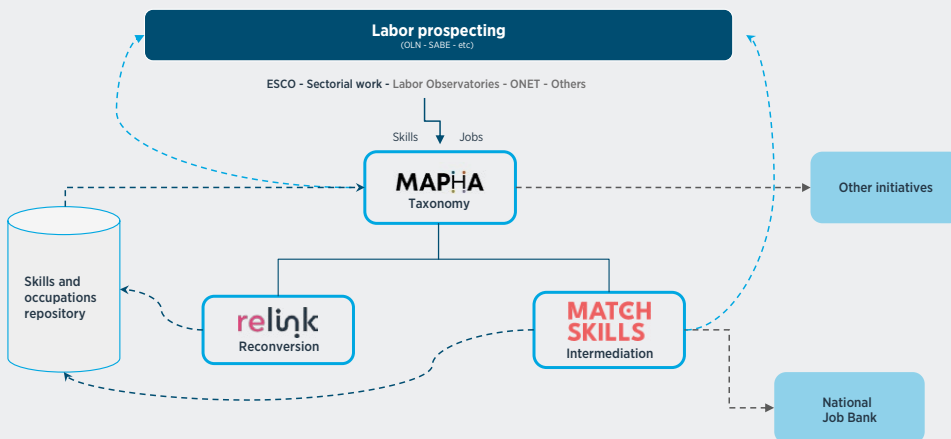 Labor prospecting
(OLN - SABE - etc)
ESCO - Sectorial work - Labor Observatories - ONET - Others
Skills
Jobs
MAPHA
Taxonomy
Other initiatives
Skills and
occupations
repository
relink
Reconversion
MATCH
SKILLS
Intermediation
National
Job Bank